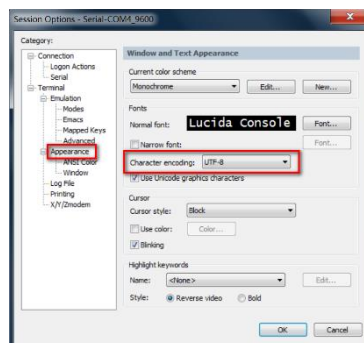 Session Options - Serial-COM4_9600
Category:
Connection
Logon Actions
Serial
Terminal
Emulation
Modes
Emacs
Mapped Keys
Advanced
Appearance
ANSI Color
Window
Log File
Printing
X/Y/Zmodem
Window and Text Appearance
Current color scheme
Monochrome
Edit...
New...
Fonts
Normal font:
Lucida Console
Font...
Narrow font:
Font...
Character encoding:
UTF-8
Use Unicode graphics characters
Cursor
Cursor style:
Block
Use color:
Color...
Blinking
Highlight keywords
Name:
<None>
Edit...
Style:
Reverse video
Bold
OK
Cancel